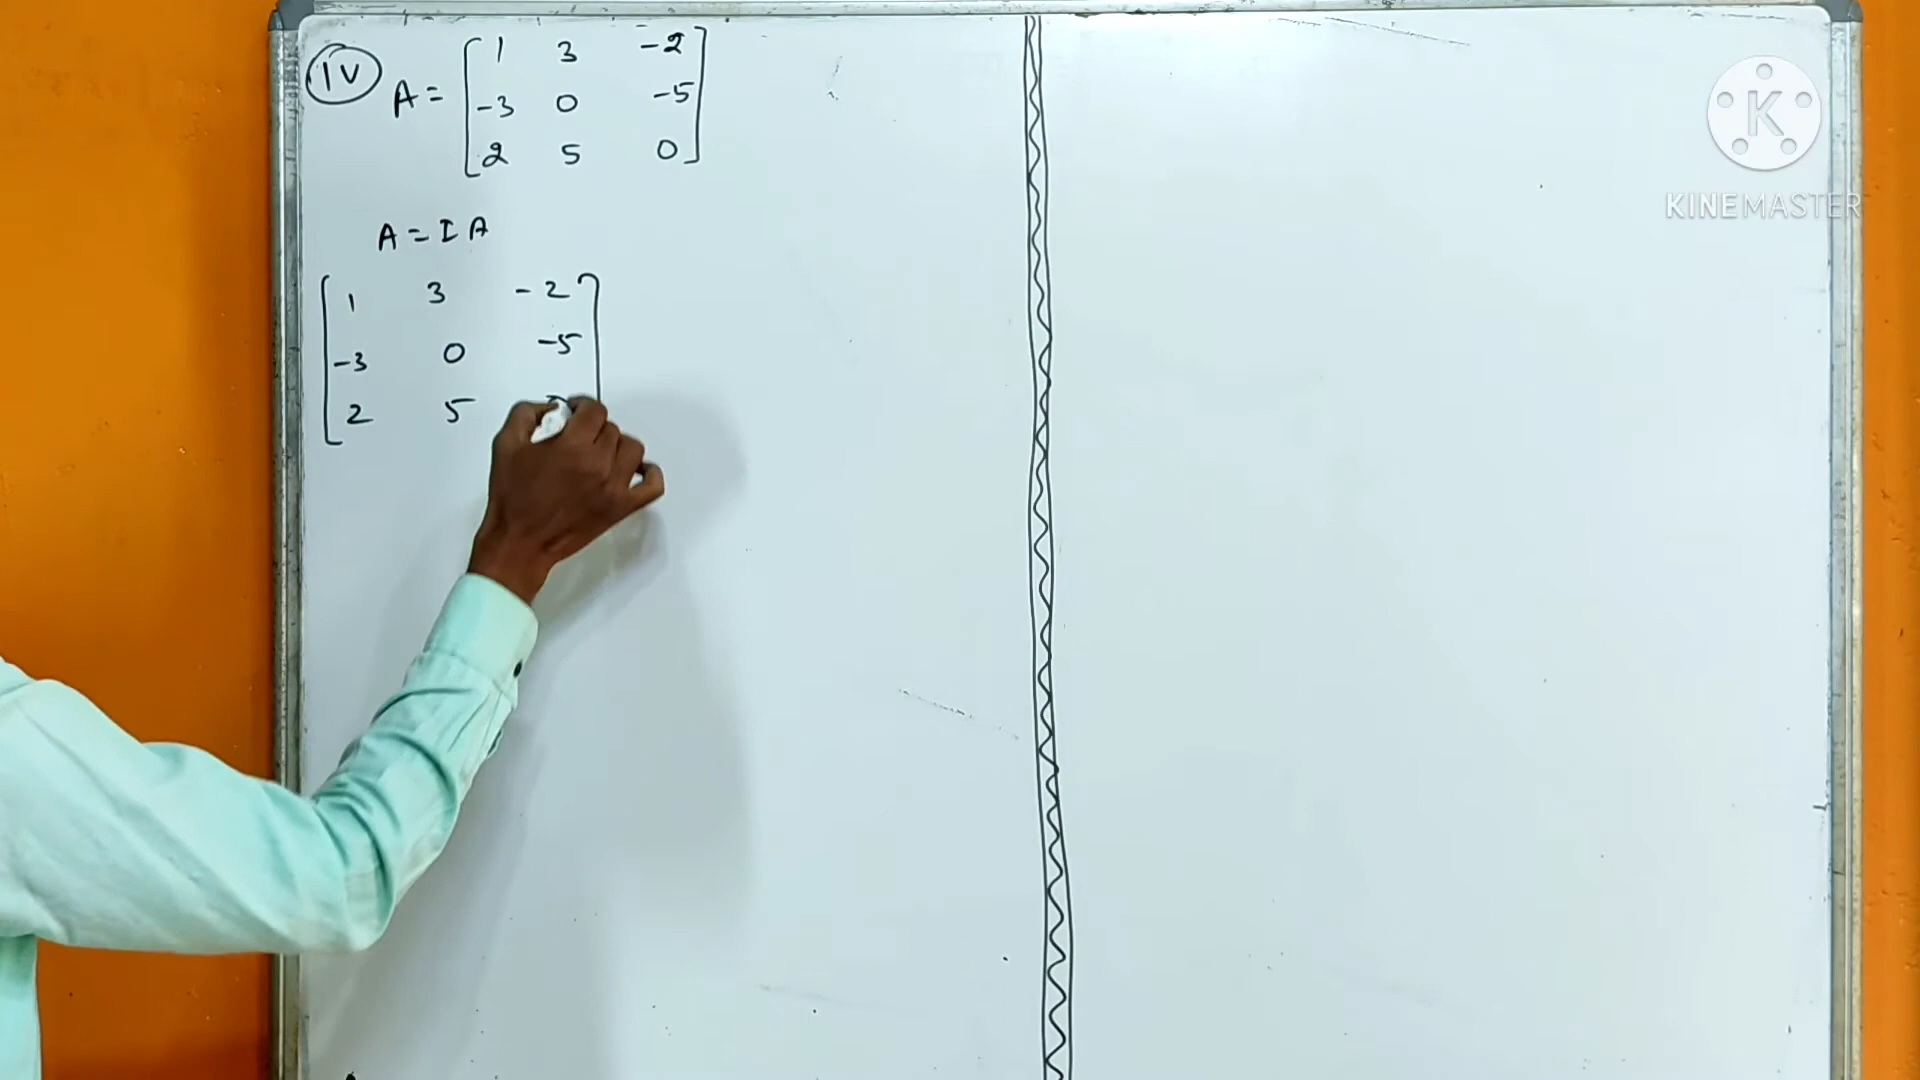 iv
A = [ 1 3 -2
-3 0 -5
2 5 0 ]
A = I A
[ 1 3 -2
-3 0 -5
2 5
K
KINEMASTER